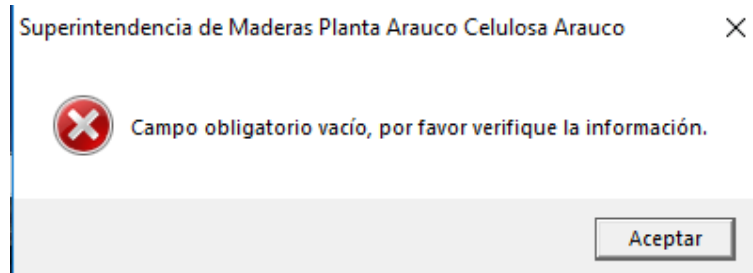 Superintendencia de Maderas Planta Arauco Celulosa Arauco
Campo obligatorio vacío, por favor verifique la información.
Aceptar